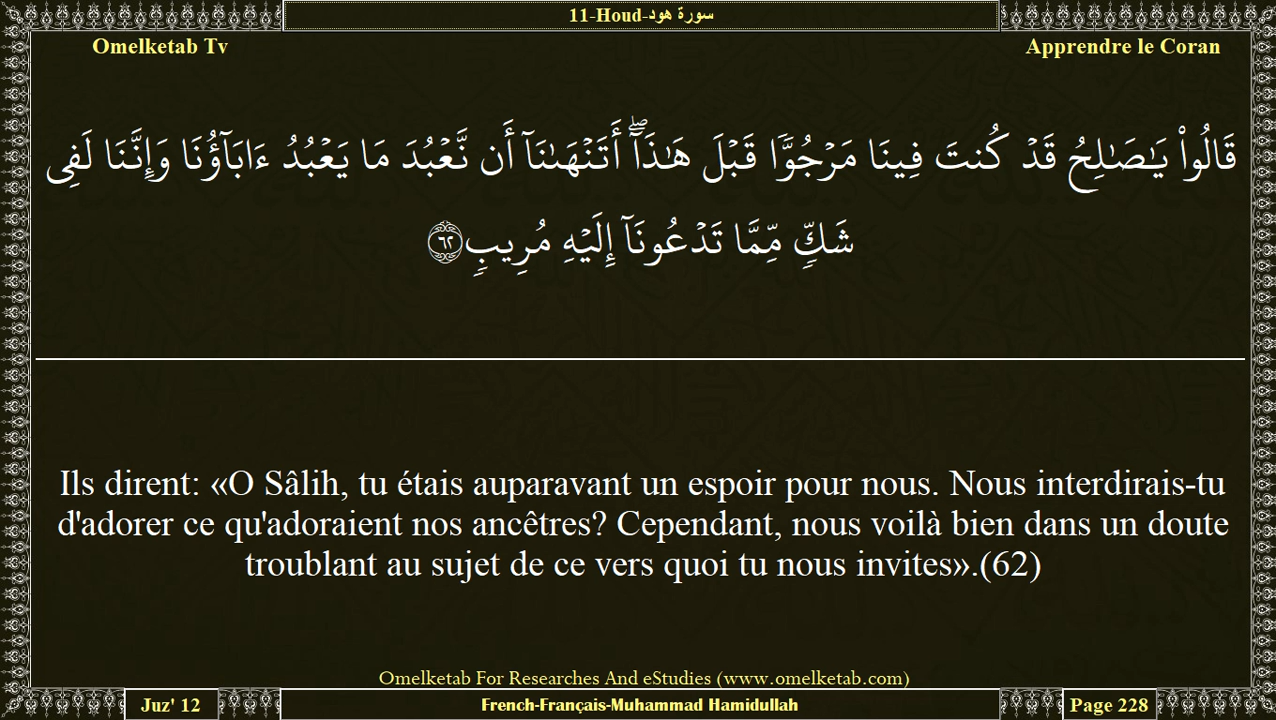 11-Houd-سورة هود
Omelketab Tv
Apprendre le Coran
قَالُواْ يَٰصَٰلِحُ قَدۡ كُنتَ فِينَا مَرۡجُوّٗا قَبۡلَ هَٰذَآۖ أَتَنۡهَىٰنَآ أَن نَّعۡبُدَ مَا يَعۡبُدُ ءَابَآؤُنَا وَإِنَّنَا لَفِي
شَكّٖ مِّمَّا تَدۡعُونَآ إِلَيۡهِ مُرِيبٖ ٦٢
Ils dirent: «O Sâlih, tu étais auparavant un espoir pour nous. Nous interdirais-tu
d'adorer ce qu'adoraient nos ancêtres? Cependant, nous voilà bien dans un doute
troublant au sujet de ce vers quoi tu nous invites».(62)
Omelketab For Researches And eStudies (www.omelketab.com)
Juz' 12
French-Français-Muhammad Hamidullah
Page 228